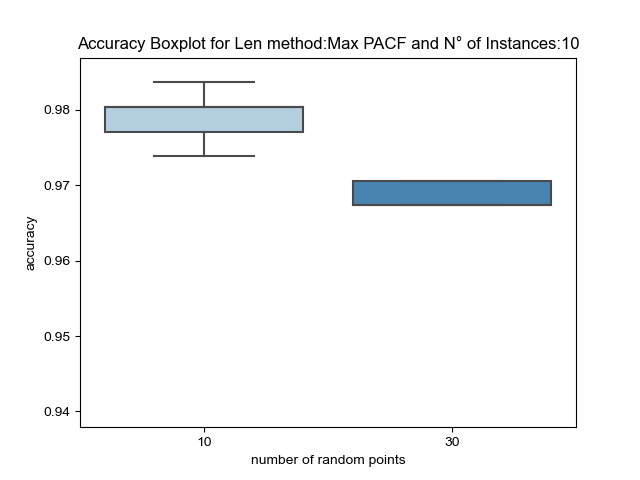 Accuracy Boxplot for Len method:Max PACF and N° of Instances:10
0.98
0.97
0.96
0.95
0.94
accuracy
10
30
number of random points